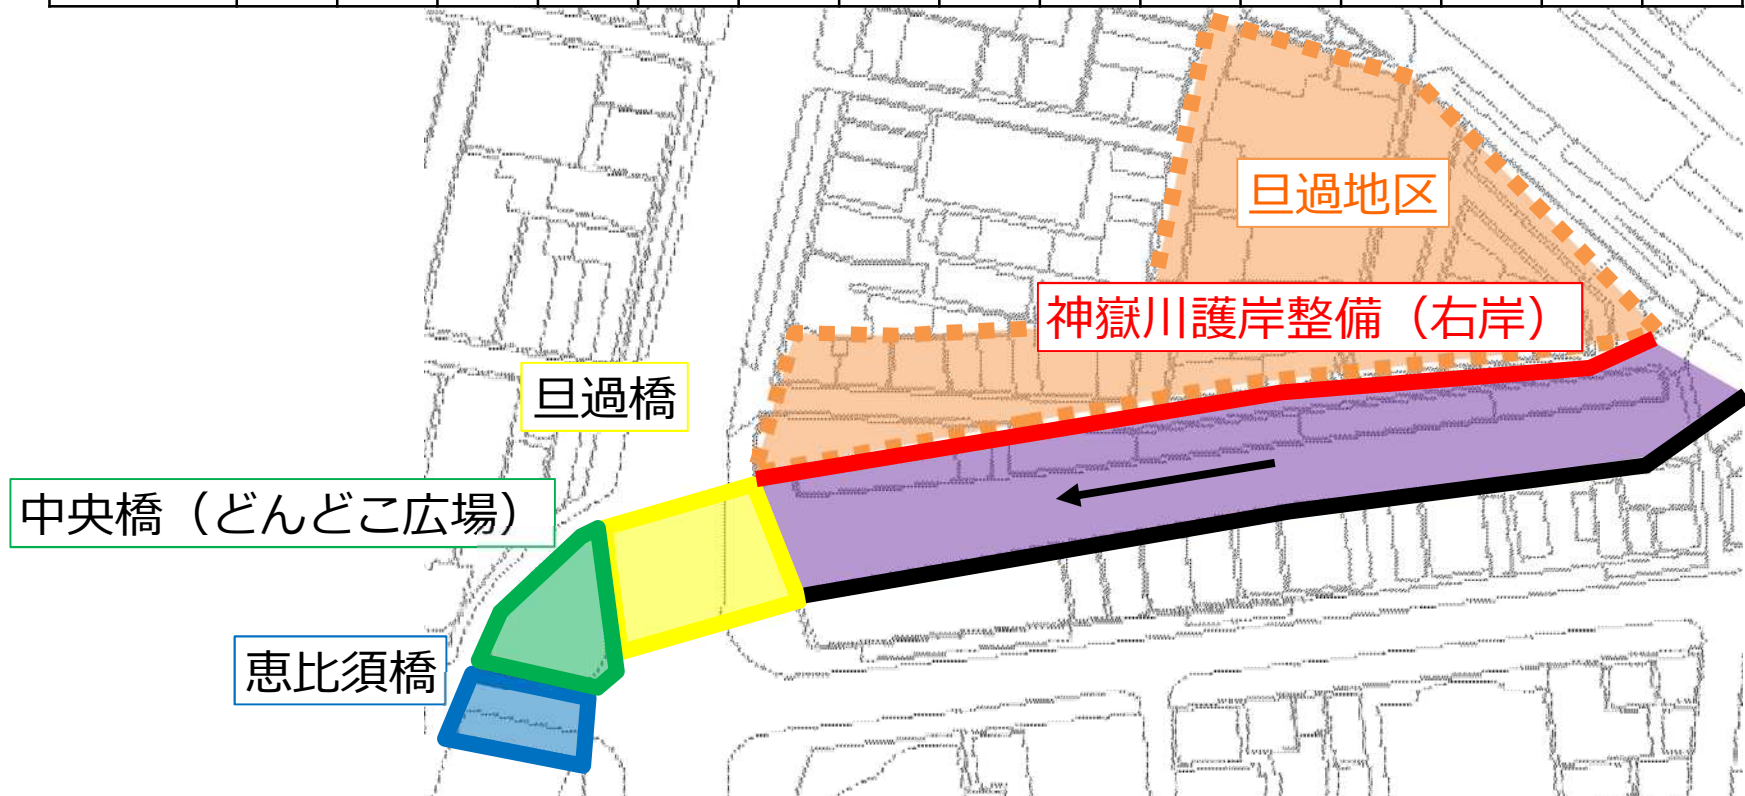 旦過地区
神嶽川護岸整備（右岸）
旦過橋
中央橋（どんどこ広場）
恵比須橋